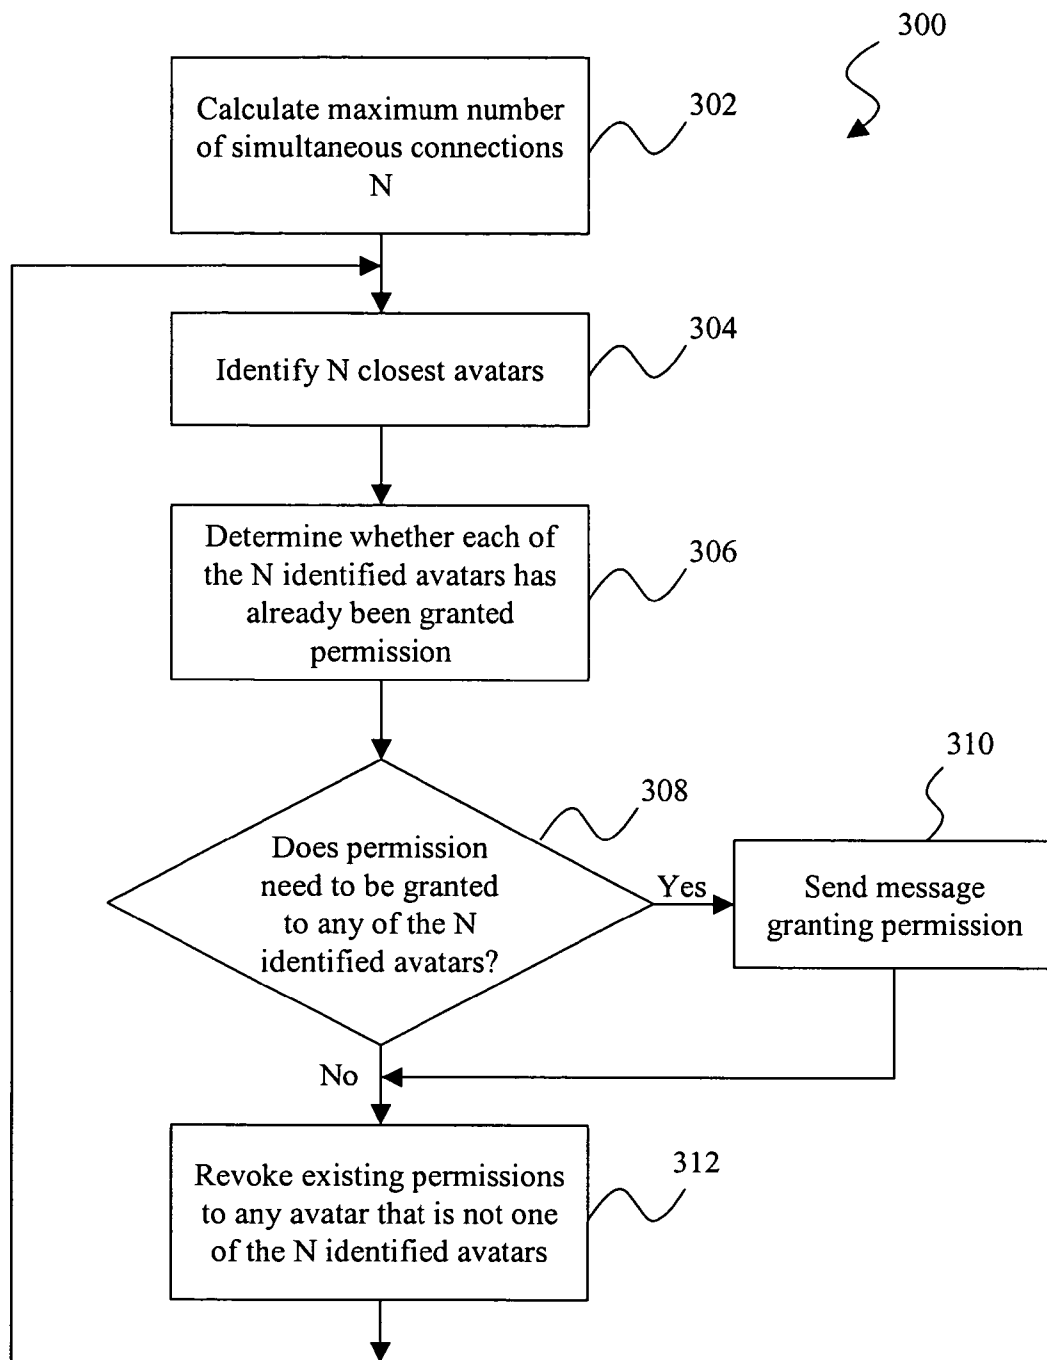 300
Calculate maximum number
of simultaneous connections
N
302
304
Identify N closest avatars
Determine whether each of
the N identified avatars has
already been granted
permission
306
310
308
Does permission
need to be granted
to any of the N
identified avatars?
Yes
Send message
granting permission
No
312
Revoke existing permissions
to any avatar that is not one
of the N identified avatars